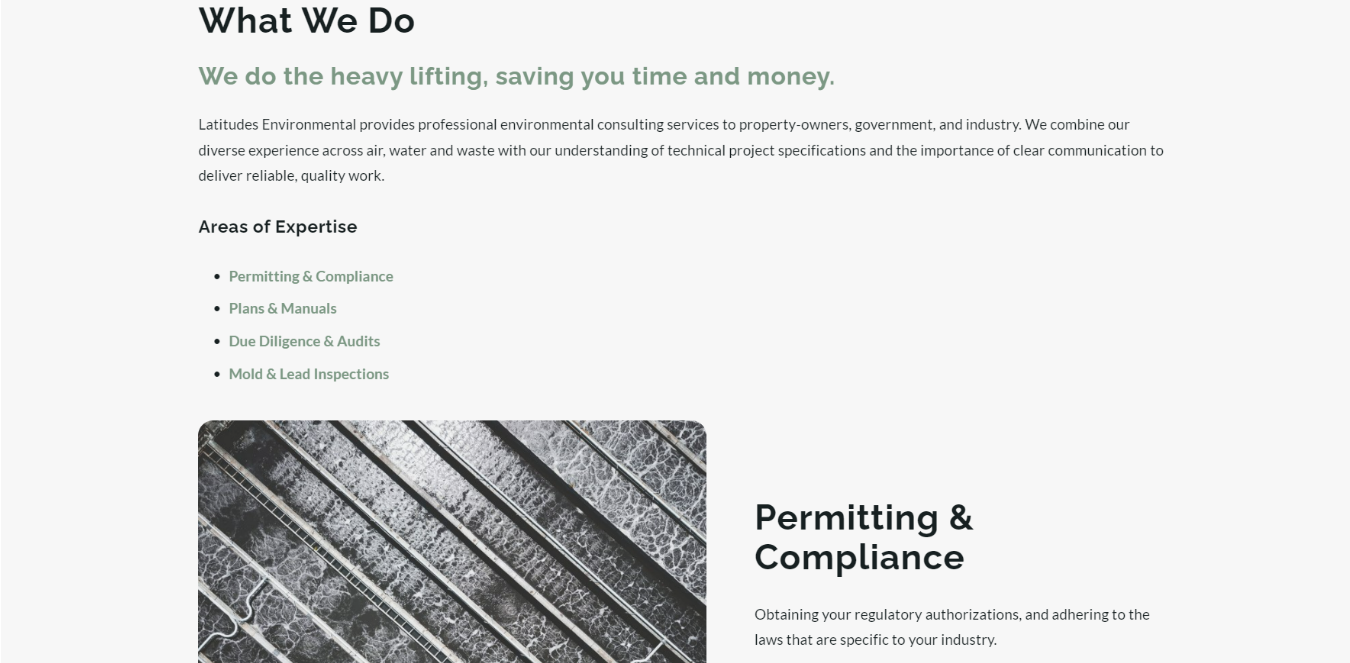 What We Do
We do the heavy lifting, saving you time and money.
Latitudes Environmental provides professional environmental consulting services to property-owners, government, and industry. We combine our
diverse experience across air, water and waste with our understanding of technical project specifications and the importance of clear communication to
deliver reliable, quality work.
Areas of Expertise
Permitting & Compliance
Plans & Manuals
Due Diligence & Audits
Mold & Lead Inspections
Permitting &
Compliance
Obtaining your regulatory authorizations, and adhering to the
laws that are specific to your industry.